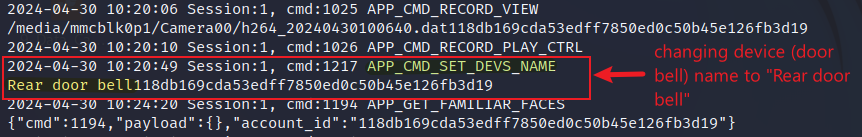 2024-04-30 10:20:06 Session:1, cmd:1025 APP_CMD_RECORD_VIEW
/media/mmcblk0p1/Camera00/h264_20240430100640.dat118db169cda53edff7850ed0c50b45e126fb3d19
2024-04-30 10:20:10 Session:1, cmd:1026 APP_CMD_RECORD_PLAY_CTRL
2024-04-30 10:20:49 Session:1, cmd:1217 APP_CMD_SET_DEVS_NAME
Rear door bell118db169cda53edff7850ed0c50b45e126fb3d19
2024-04-30 10:24:20 Session:1, cmd:1194 APP_GET_FAMILIAR_FACES
{"cmd":1194,"payload":{},"account_id":"118db169cda53edff7850ed0c50b45e126fb3d19"}
changing device (door
bell) name to "Rear door
bell"